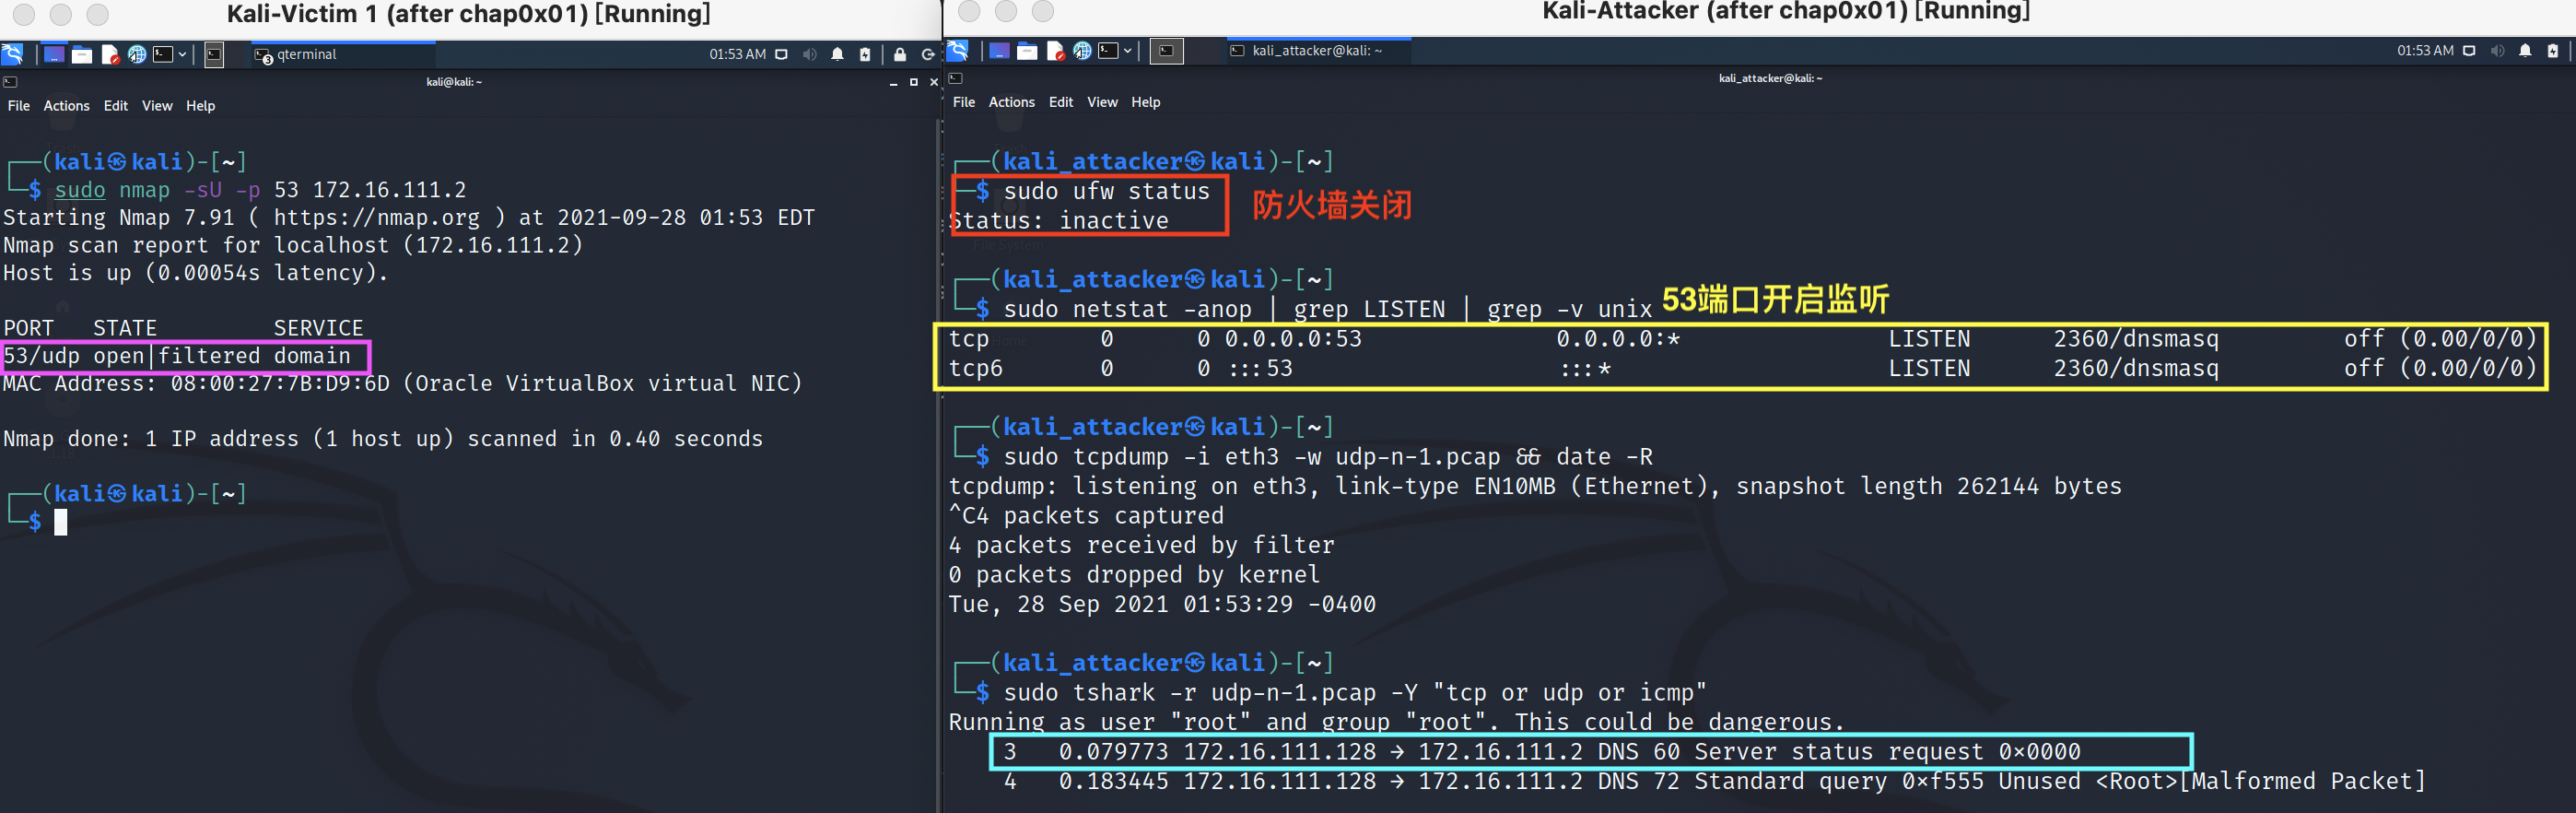 Kali-Victim 1 (after chap0x01) [Running]
qterminal
01:53 AM
kali@kali: ~
File Actions Edit View Help
┌──(kali㉿kali)-[~]
└─$ sudo nmap -sU -p 53 172.16.111.2
Starting Nmap 7.91 ( https://nmap.org ) at 2021-09-28 01:53 EDT
Nmap scan report for localhost (172.16.111.2)
Host is up (0.00054s latency).
PORT STATE SERVICE
53/udp open|filtered domain
MAC Address: 08:00:27:7B:D9:6D (Oracle VirtualBox virtual NIC)
Nmap done: 1 IP address (1 host up) scanned in 0.40 seconds
┌──(kali㉿kali)-[~]
└─$
Kali-Attacker (after chap0x01) [Running]
kali_attacker@kali: ~
01:53 AM
kali_attacker@kali: ~
File Actions Edit View Help
┌──(kali_attacker㉿kali)-[~]
└─$ sudo ufw status
Status: inactive
防火墙关闭
File System
┌──(kali_attacker㉿kali)-[~]
└─$ sudo netstat -anop | grep LISTEN | grep -v unix
53端口开启监听
tcp 0 0 0.0.0.0:53 0.0.0.0:* LISTEN 2360/dnsmasq off (0.00/0/0)
Home
tcp6 0 0 :::53 :::* LISTEN 2360/dnsmasq off (0.00/0/0)
┌──(kali_attacker㉿kali)-[~]
└─$ sudo tcpdump -i eth3 -w udp-n-1.pcap && date -R
tcpdump: listening on eth3, link-type EN10MB (Ethernet), snapshot length 262144 bytes
^C4 packets captured
4 packets received by filter
0 packets dropped by kernel
Tue, 28 Sep 2021 01:53:29 -0400
┌──(kali_attacker㉿kali)-[~]
└─$ sudo tshark -r udp-n-1.pcap -Y "tcp or udp or icmp"
Running as user "root" and group "root". This could be dangerous.
3 0.079773 172.16.111.128 → 172.16.111.2 DNS 60 Server status request 0×0000
4 0.183445 172.16.111.128 → 172.16.111.2 DNS 72 Standard query 0×f555 Unused <Root>[Malformed Packet]